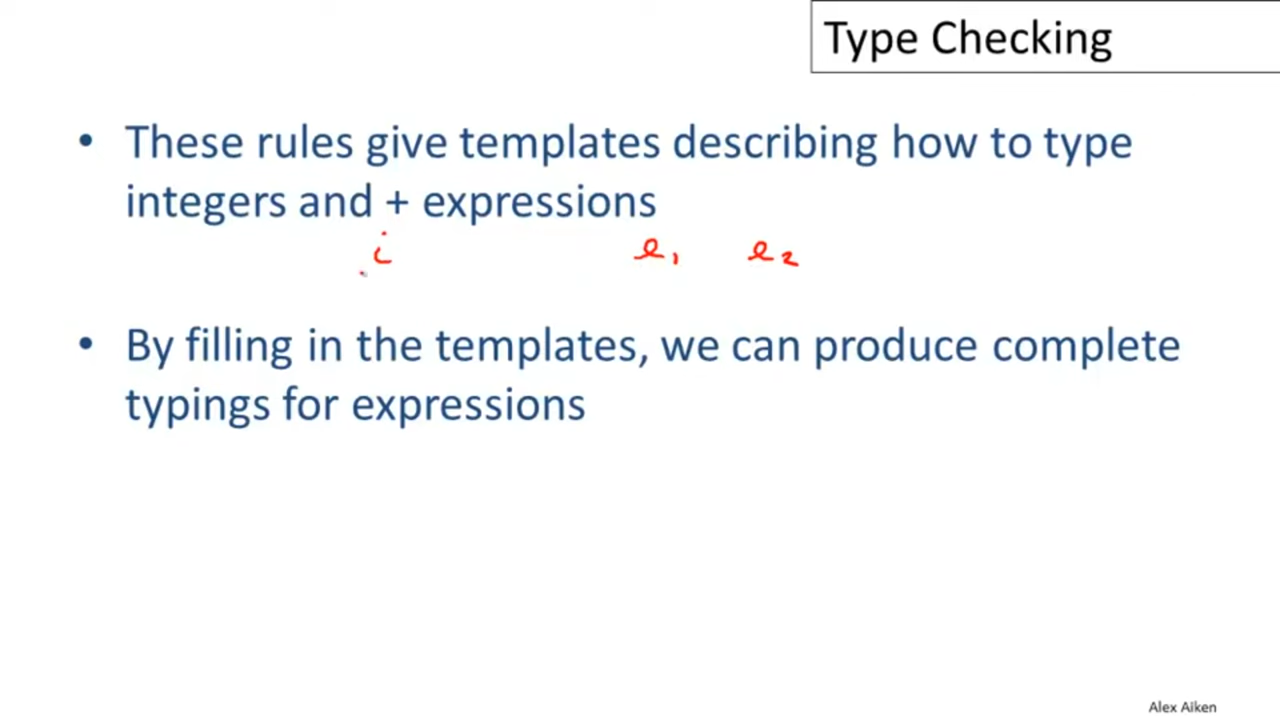 Type Checking
• These rules give templates describing how to type
integers and + expressions
i e₁ e₂
• By filling in the templates, we can produce complete
typings for expressions
Alex Aiken